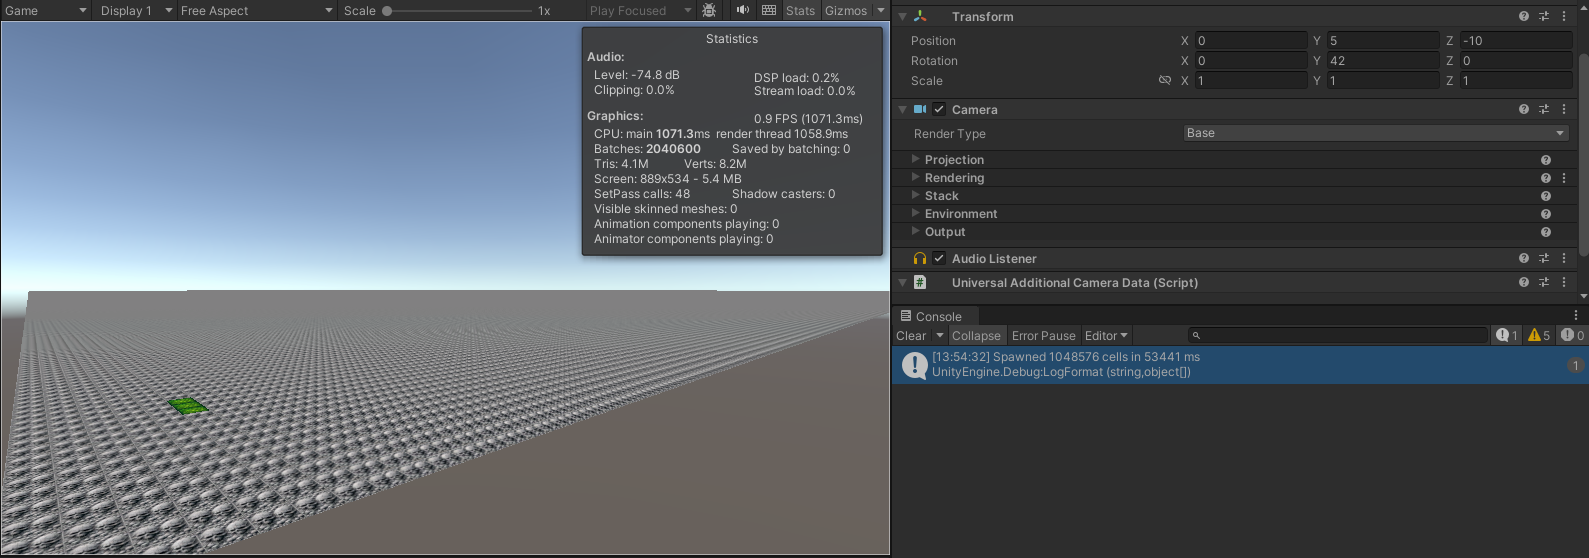 Game Display 1 Free Aspect Scale 1x Play Focused Stats Gizmos
Statistics
Audio:
Level: -74.8 dB DSP load: 0.2%
Clipping: 0.0% Stream load: 0.0%
Graphics: 0.9 FPS (1071.3ms)
CPU: main 1071.3ms render thread 1058.9ms
Batches: 2040600 Saved by batching: 0
Tris: 4.1M Verts: 8.2M
Screen: 889x534 - 5.4 MB
SetPass calls: 48 Shadow casters: 0
Visible skinned meshes: 0
Animation components playing: 0
Animator components playing: 0
Transform
Position X 0 Y 5 Z -10
Rotation X 0 Y 42 Z 0
Scale X 1 Y 1 Z 1
Camera
Render Type Base
Projection
Rendering
Stack
Environment
Output
Audio Listener
# Universal Additional Camera Data (Script)
Console
Clear Collapse Error Pause Editor 1 5 0
[13:54:32] Spawned 1048576 cells in 53441 ms
UnityEngine.Debug:LogFormat (string,object[])
1